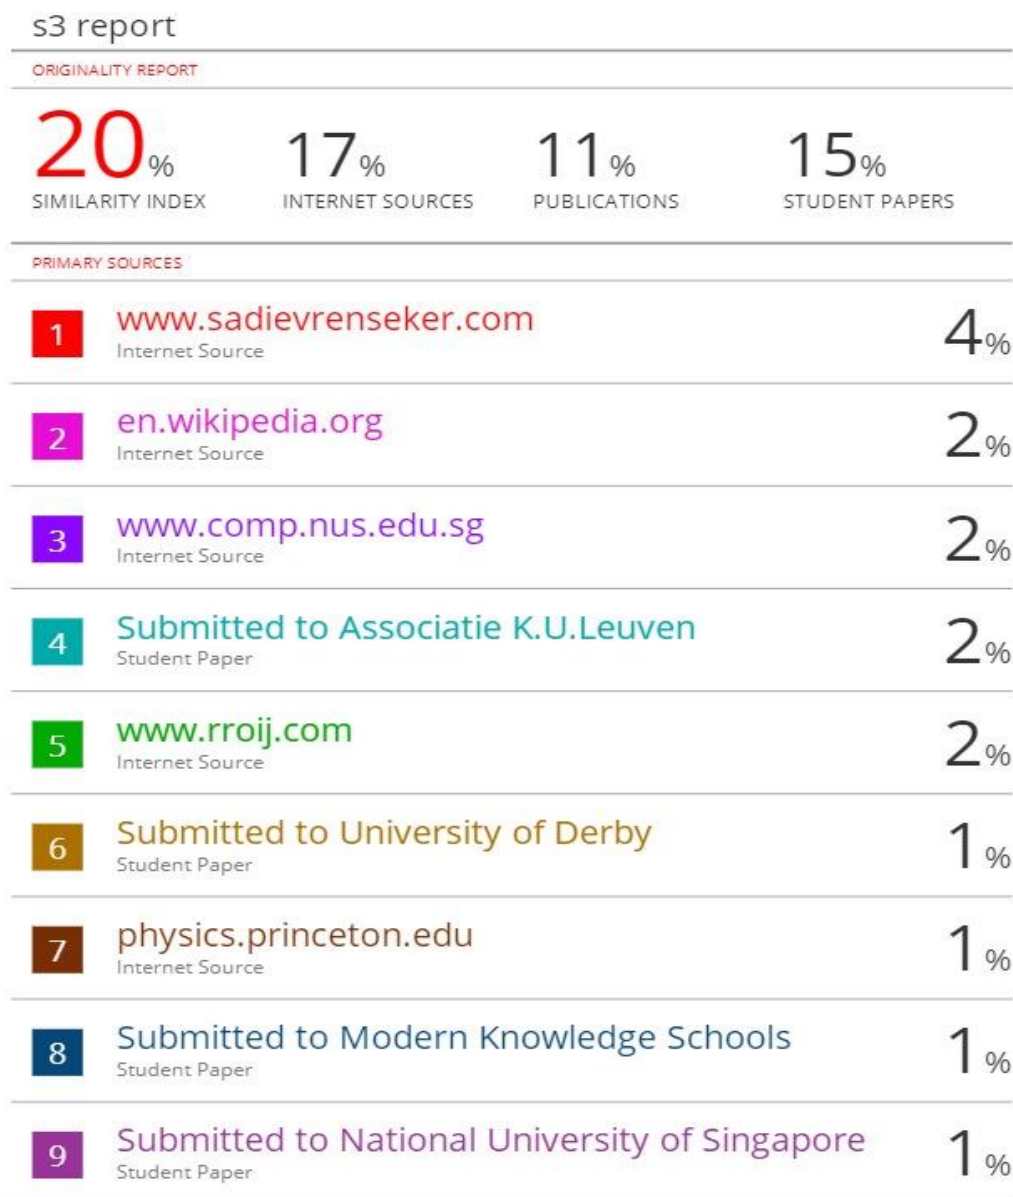 s3 report
ORIGINALITY REPORT
20% 17% 11% 15%
SIMILARITY INDEX INTERNET SOURCES PUBLICATIONS STUDENT PAPERS
PRIMARY SOURCES
1 www.sadievrenseker.com 4%
Internet Source
2 en.wikipedia.org 2%
Internet Source
3 www.comp.nus.edu.sg 2%
Internet Source
4 Submitted to Associatie K.U.Leuven 2%
Student Paper
5 www.rroij.com 2%
Internet Source
6 Submitted to University of Derby 1%
Student Paper
7 physics.princeton.edu 1%
Internet Source
8 Submitted to Modern Knowledge Schools 1%
Student Paper
9 Submitted to National University of Singapore 1%
Student Paper